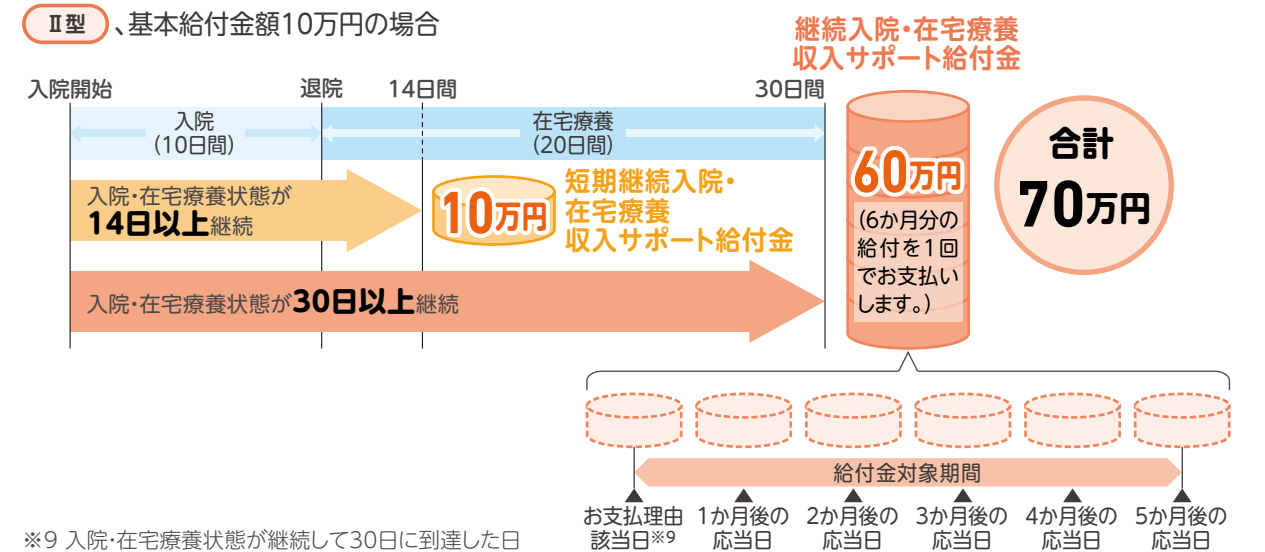 Ⅱ型、基本給付金額10万円の場合
継続入院・在宅療養
収入サポート給付金
入院開始
退院
14日間
30日間
入院
(10日間)
在宅療養
(20日間)
入院・在宅療養状態が
14日以上継続
10万円
短期継続入院・
在宅療養
収入サポート給付金
60万円
(6か月分の
給付を1回
でお支払い
します。)
合計
70万円
入院・在宅療養状態が30日以上継続
給付金対象期間
お支払理由
該当日※9
1か月後の
応当日
2か月後の
応当日
3か月後の
応当日
4か月後の
応当日
5か月後の
応当日
※9 入院・在宅療養状態が継続して30日に到達した日